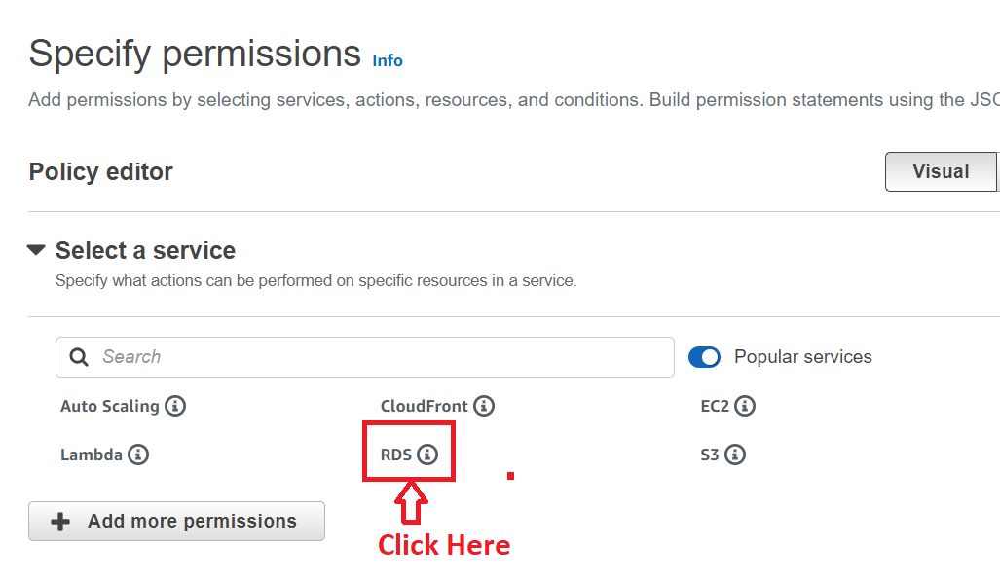 Specify permissions Info
Add permissions by selecting services, actions, resources, and conditions. Build permission statements using the
Policy editor
Visual
Select a service
Specify what actions can be performed on specific resources in a service.
Search
Popular services
Auto Scaling
CloudFront
EC2
Lambda
RDS
S3
Add more permissions
Click Here